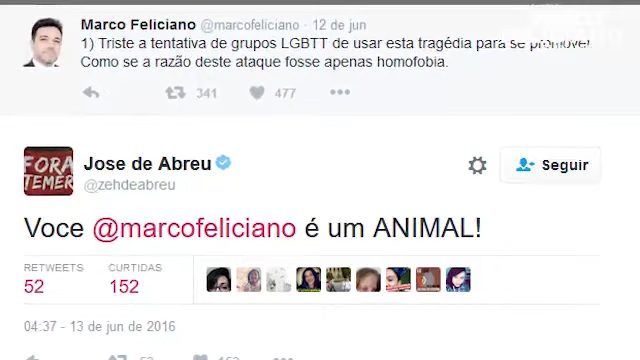 Marco Feliciano @marcofeliciano · 12 de jun
1) Triste a tentativa de grupos LGBTT de usar esta tragédia para se promover
Como se a razão deste ataque fosse apenas homofobia.
341 477
FORA
TEMER
Jose de Abreu
@zehdeabreu
Seguir
Voce @marcofeliciano é um ANIMAL!
RETWEETS CURTIDAS
52 152
04:37 - 13 de jun de 2016